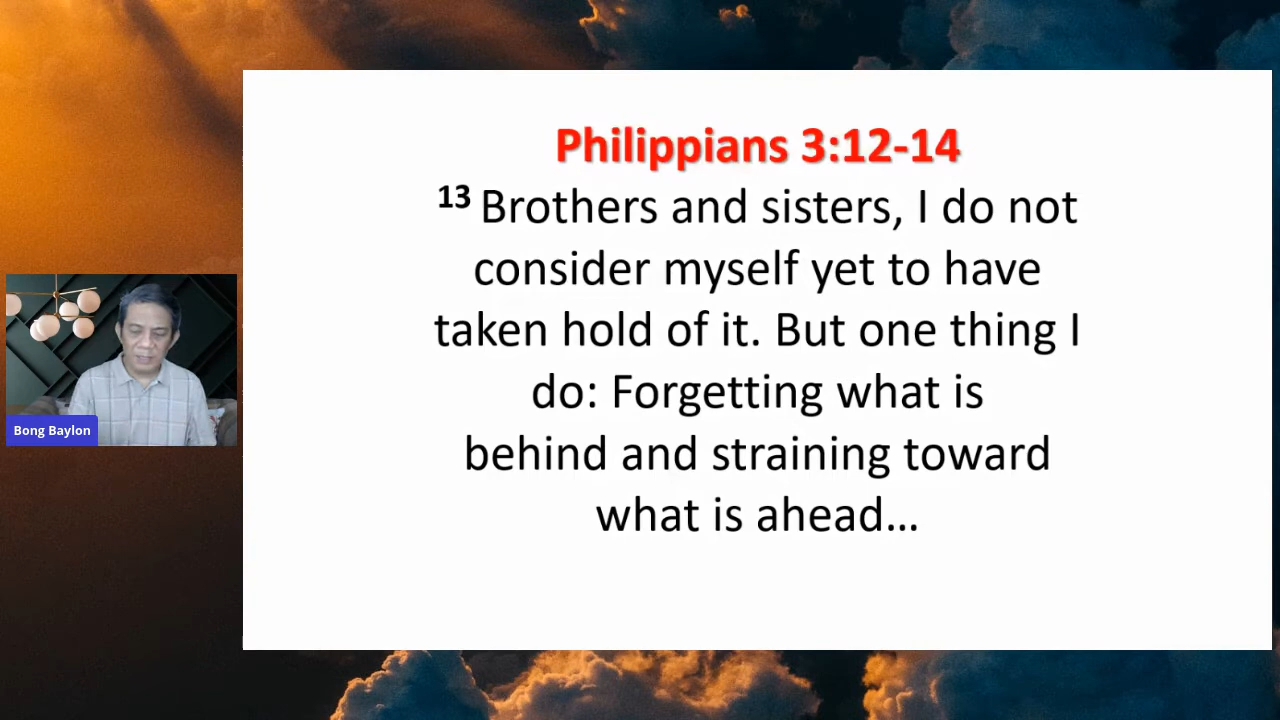 Philippians 3:12-14
13 Brothers and sisters, I do not
consider myself yet to have
taken hold of it. But one thing I
do: Forgetting what is
behind and straining toward
what is ahead...
Bong Baylon